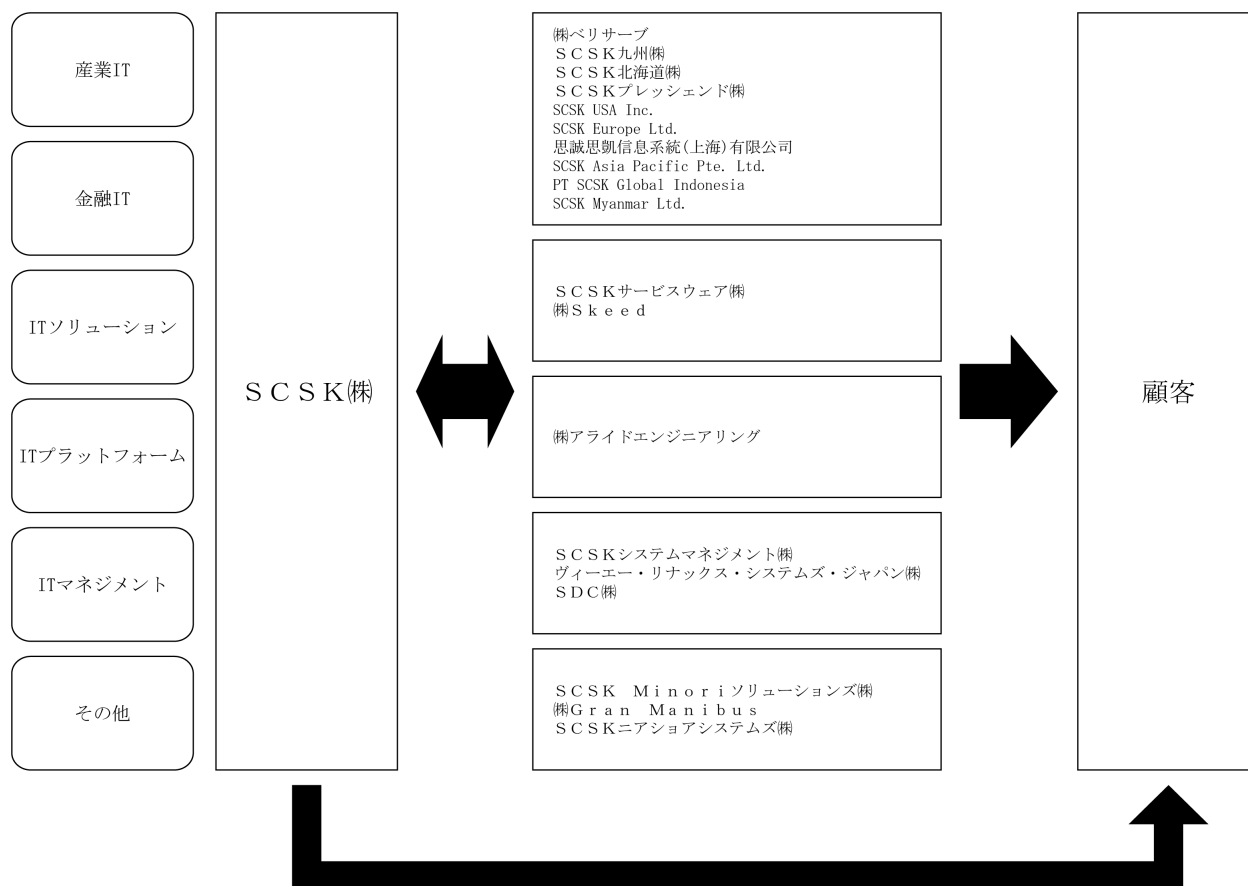 産業IT
金融IT
ITソリューション
ITプラットフォーム
ITマネジメント
その他
ＳＣＳＫ㈱
㈱ベリサーブ
ＳＣＳＫ九州㈱
ＳＣＳＫ北海道㈱
ＳＣＳＫプレッシェンド㈱
SCSK USA Inc.
SCSK Europe Ltd.
思誠思凱信息系統(上海)有限公司
SCSK Asia Pacific Pte. Ltd.
PT SCSK Global Indonesia
SCSK Myanmar Ltd.
ＳＣＳＫサービスウェア㈱
㈱Ｓｋｅｅｄ
㈱アライドエンジニアリング
ＳＣＳＫシステムマネジメント㈱
ヴィーエー・リナックス・システムズ・ジャパン㈱
ＳＤＣ㈱
ＳＣＳＫ　Ｍｉｎｏｒｉソリューションズ㈱
㈱Ｇｒａｎ　Ｍａｎｉｂｕｓ
ＳＣＳＫニアショアシステムズ㈱
顧客